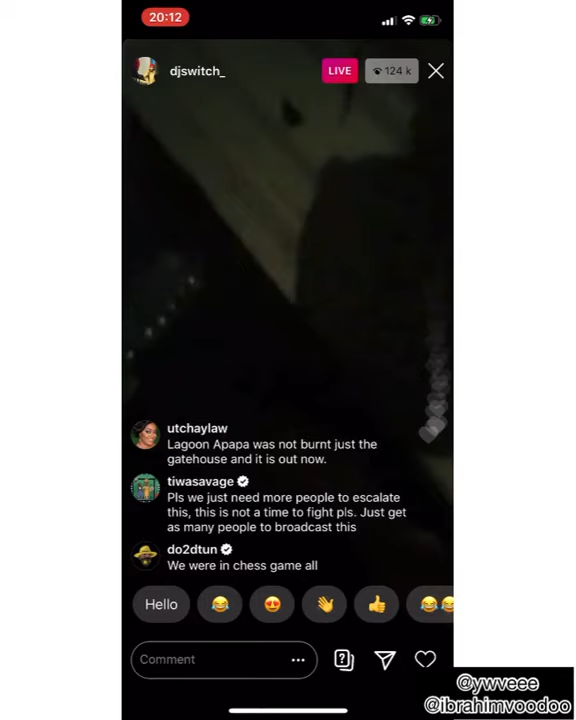 20:12
djswitch_
LIVE
124 k
utchaylaw
Lagoon Apapa was not burnt just the
gatehouse and it is out now.
tiwasavage
Pls we just need more people to escalate
this, this is not a time to fight pls. Just get
as many people to broadcast this
do2dtun
We were in chess game all
Hello
Comment
@ywveee
@ibrahimvoodoo